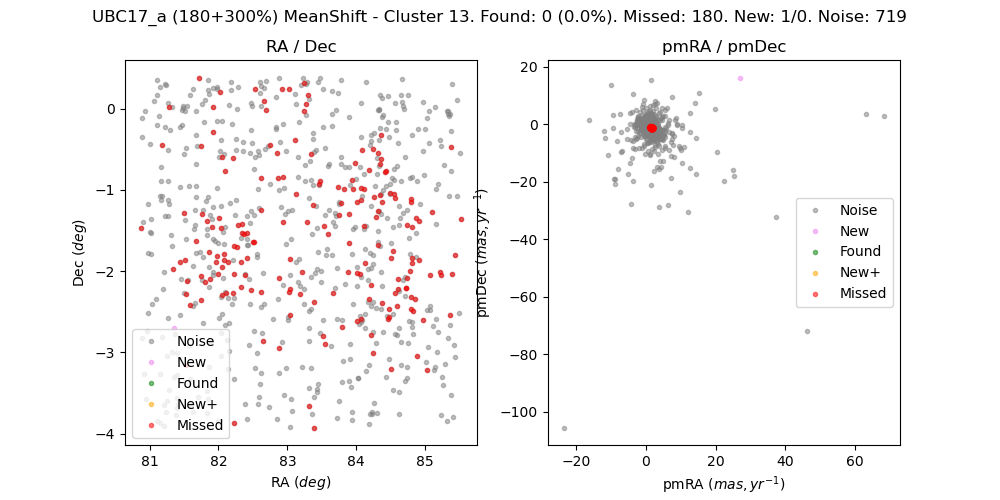 UBC17_a (180+300%) MeanShift - Cluster 13. Found: 0 (0.0%). Missed: 180. New: 1/0. Noise: 719
RA / Dec
0
−1
−2
−3
−4
Dec (deg)
81 82 83 84 85
RA (deg)
Noise
New
Found
New+
Missed
pmRA / pmDec
20
0
−20
−40
−60
−80
−100
pmDec (mas, yr⁻¹)
−20 0 20 40 60
pmRA (mas, yr⁻¹)
Noise
New
Found
New+
Missed